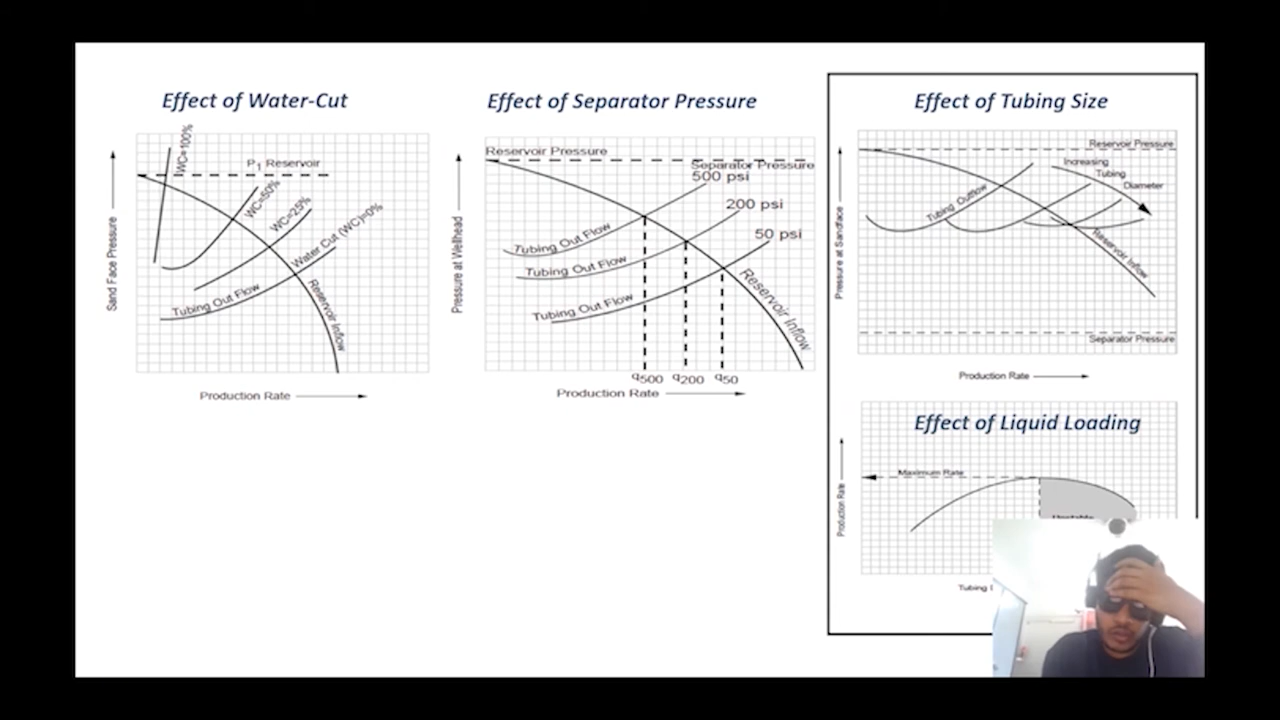 Effect of Water-Cut
WC=100%
P1 Reservoir
WC=50%
WC=25%
Water Cut (WC)=0%
Tubing Out Flow
Reservoir Inflow
Sand Face Pressure
Production Rate
Effect of Separator Pressure
Reservoir Pressure
Separator Pressure
500 psi
200 psi
50 psi
Tubing Out Flow
Tubing Out Flow
Tubing Out Flow
Reservoir Inflow
Pressure at Wellhead
q500 q200 q50
Production Rate
Effect of Tubing Size
Reservoir Pressure
Increasing
Tubing
Diameter
Tubing Outflow
Reservoir Inflow
Pressure at Sandface
Separator Pressure
Production Rate
Effect of Liquid Loading
Maximum Rate
Production Rate
Tubing